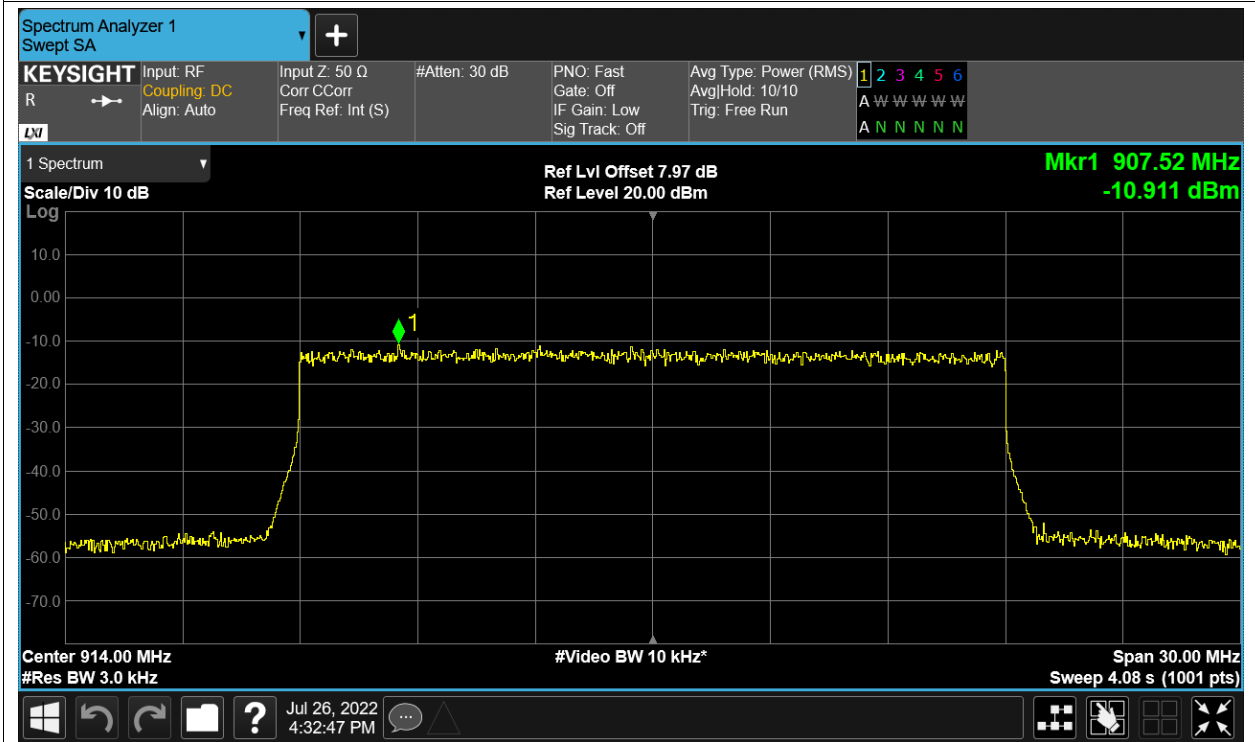 Spectrum Analyzer 1
Swept SA
+
KEYSIGHT
R
LXI
Input: RF
Coupling: DC
Align: Auto
Input Z: 50 Ω
Corr CCorr
Freq Ref: Int (S)
#Atten: 30 dB
PNO: Fast
Gate: Off
IF Gain: Low
Sig Track: Off
Avg Type: Power (RMS)
Avg|Hold: 10/10
Trig: Free Run
1 2 3 4 5 6
A W W W W W
A N N N N N
1 Spectrum
Scale/Div 10 dB
Log
Ref Lvl Offset 7.97 dB
Ref Level 20.00 dBm
Mkr1 907.52 MHz
-10.911 dBm
10.0
0.00
1
-10.0
-20.0
-30.0
-40.0
-50.0
-60.0
-70.0
Center 914.00 MHz
#Res BW 3.0 kHz
#Video BW 10 kHz*
Span 30.00 MHz
Sweep 4.08 s (1001 pts)
?
Jul 26, 2022
4:32:47 PM